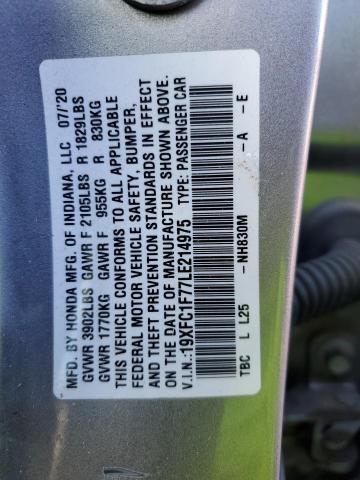 MFD. BY HONDA MFG. OF INDIANA, LLC 07/'20
GVWR 3902LBS GAWR F 2105LBS R 1829LBS
GVWR 1770KG GAWR F 955KG R 830KG
THIS VEHICLE CONFORMS TO ALL APPLICABLE
FEDERAL MOTOR VEHICLE SAFETY, BUMPER,
AND THEFT PREVENTION STANDARDS IN EFFECT
ON THE DATE OF MANUFACTURE SHOWN ABOVE.
V.I.N.:19XFC1F77LE214975 TYPE: PASSENGER CAR
NH830M A E
TBC L L25